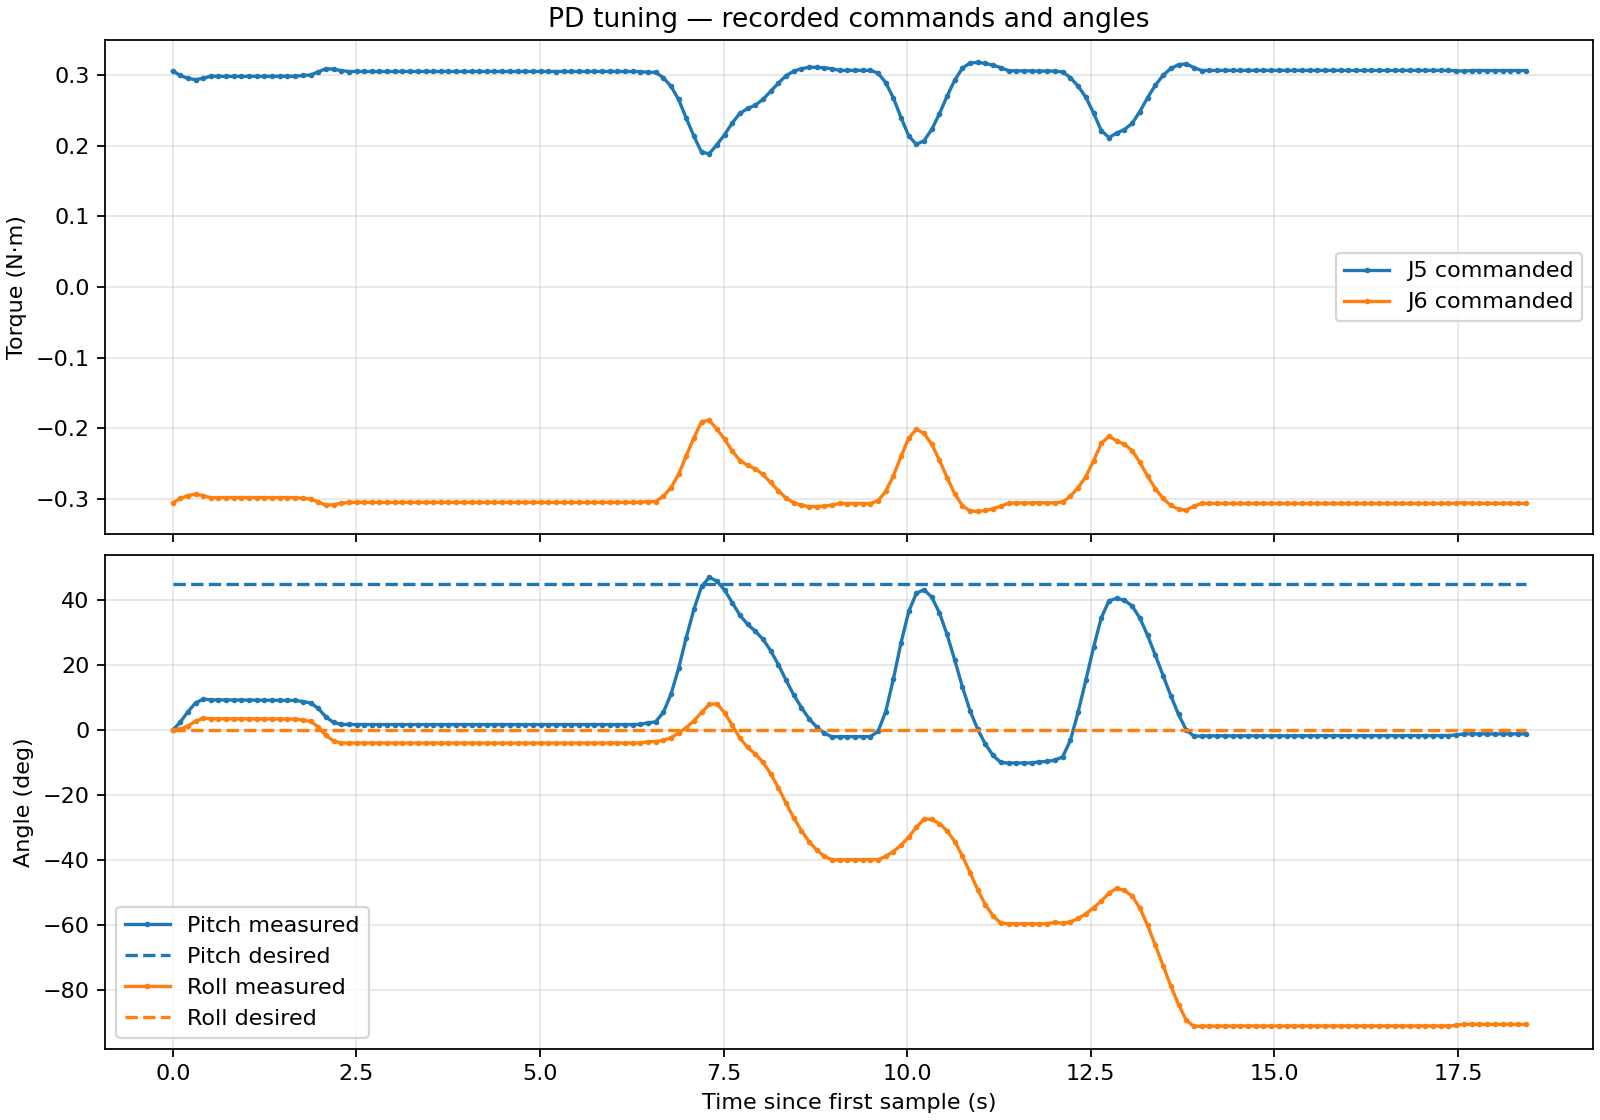 PD tuning — recorded commands and angles
Torque (N·m)
0.3
0.2
0.1
0.0
−0.1
−0.2
−0.3
J5 commanded
J6 commanded
Angle (deg)
40
20
0
−20
−40
−60
−80
Pitch measured
Pitch desired
Roll measured
Roll desired
0.0 2.5 5.0 7.5 10.0 12.5 15.0 17.5
Time since first sample (s)